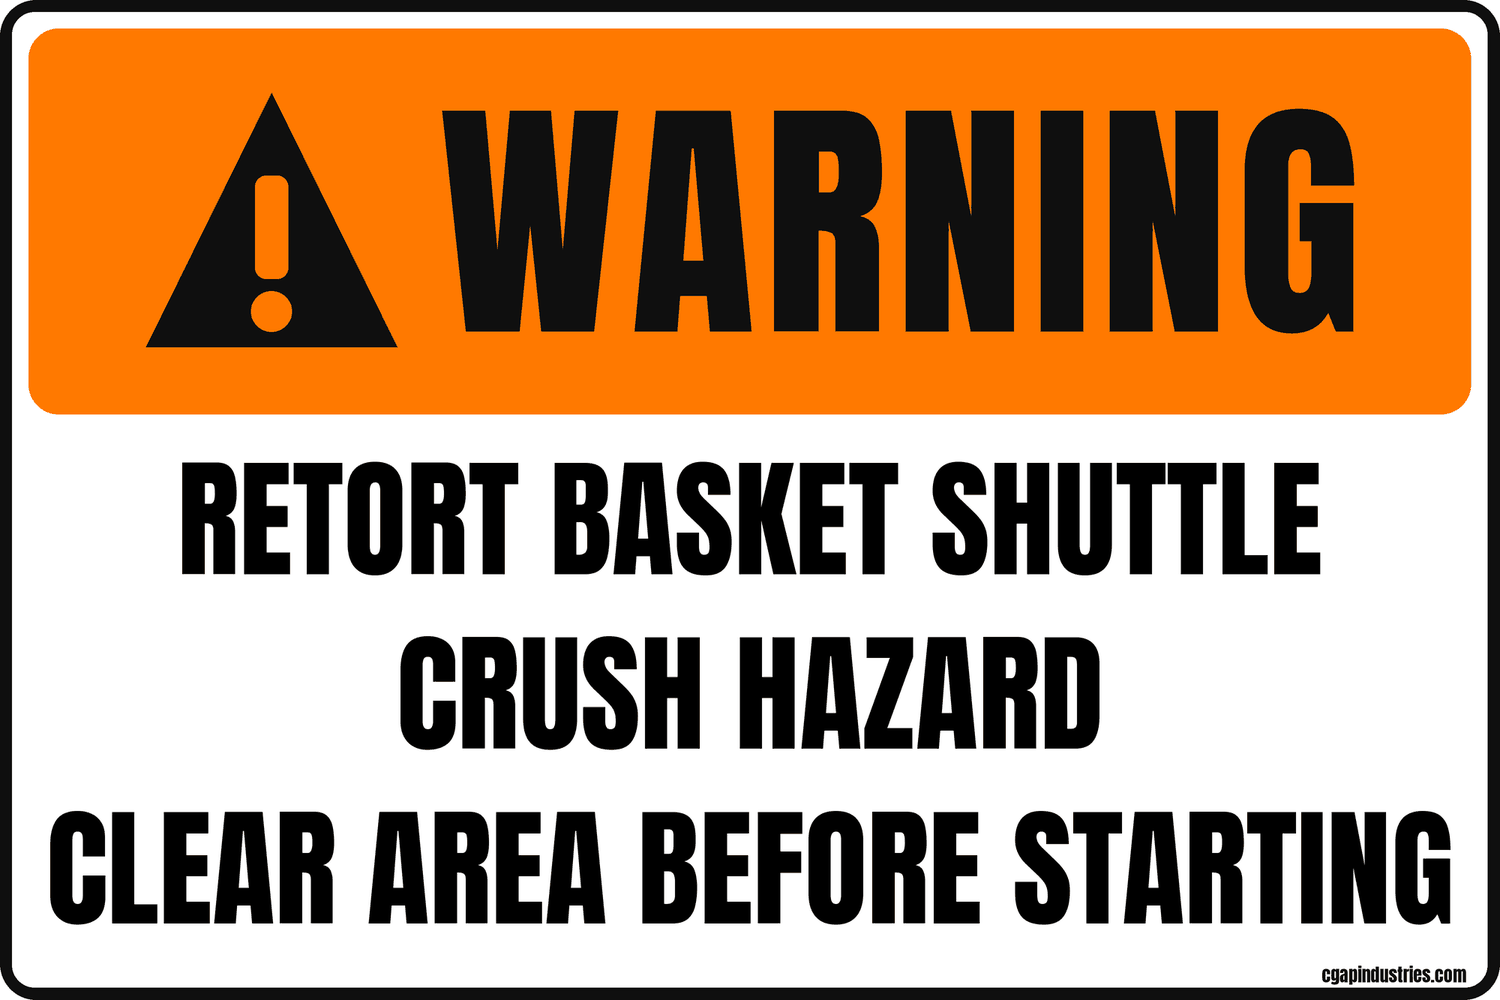 WARNING
RETORT BASKET SHUTTLE
CRUSH HAZARD
CLEAR AREA BEFORE STARTING
cgapindustries.com